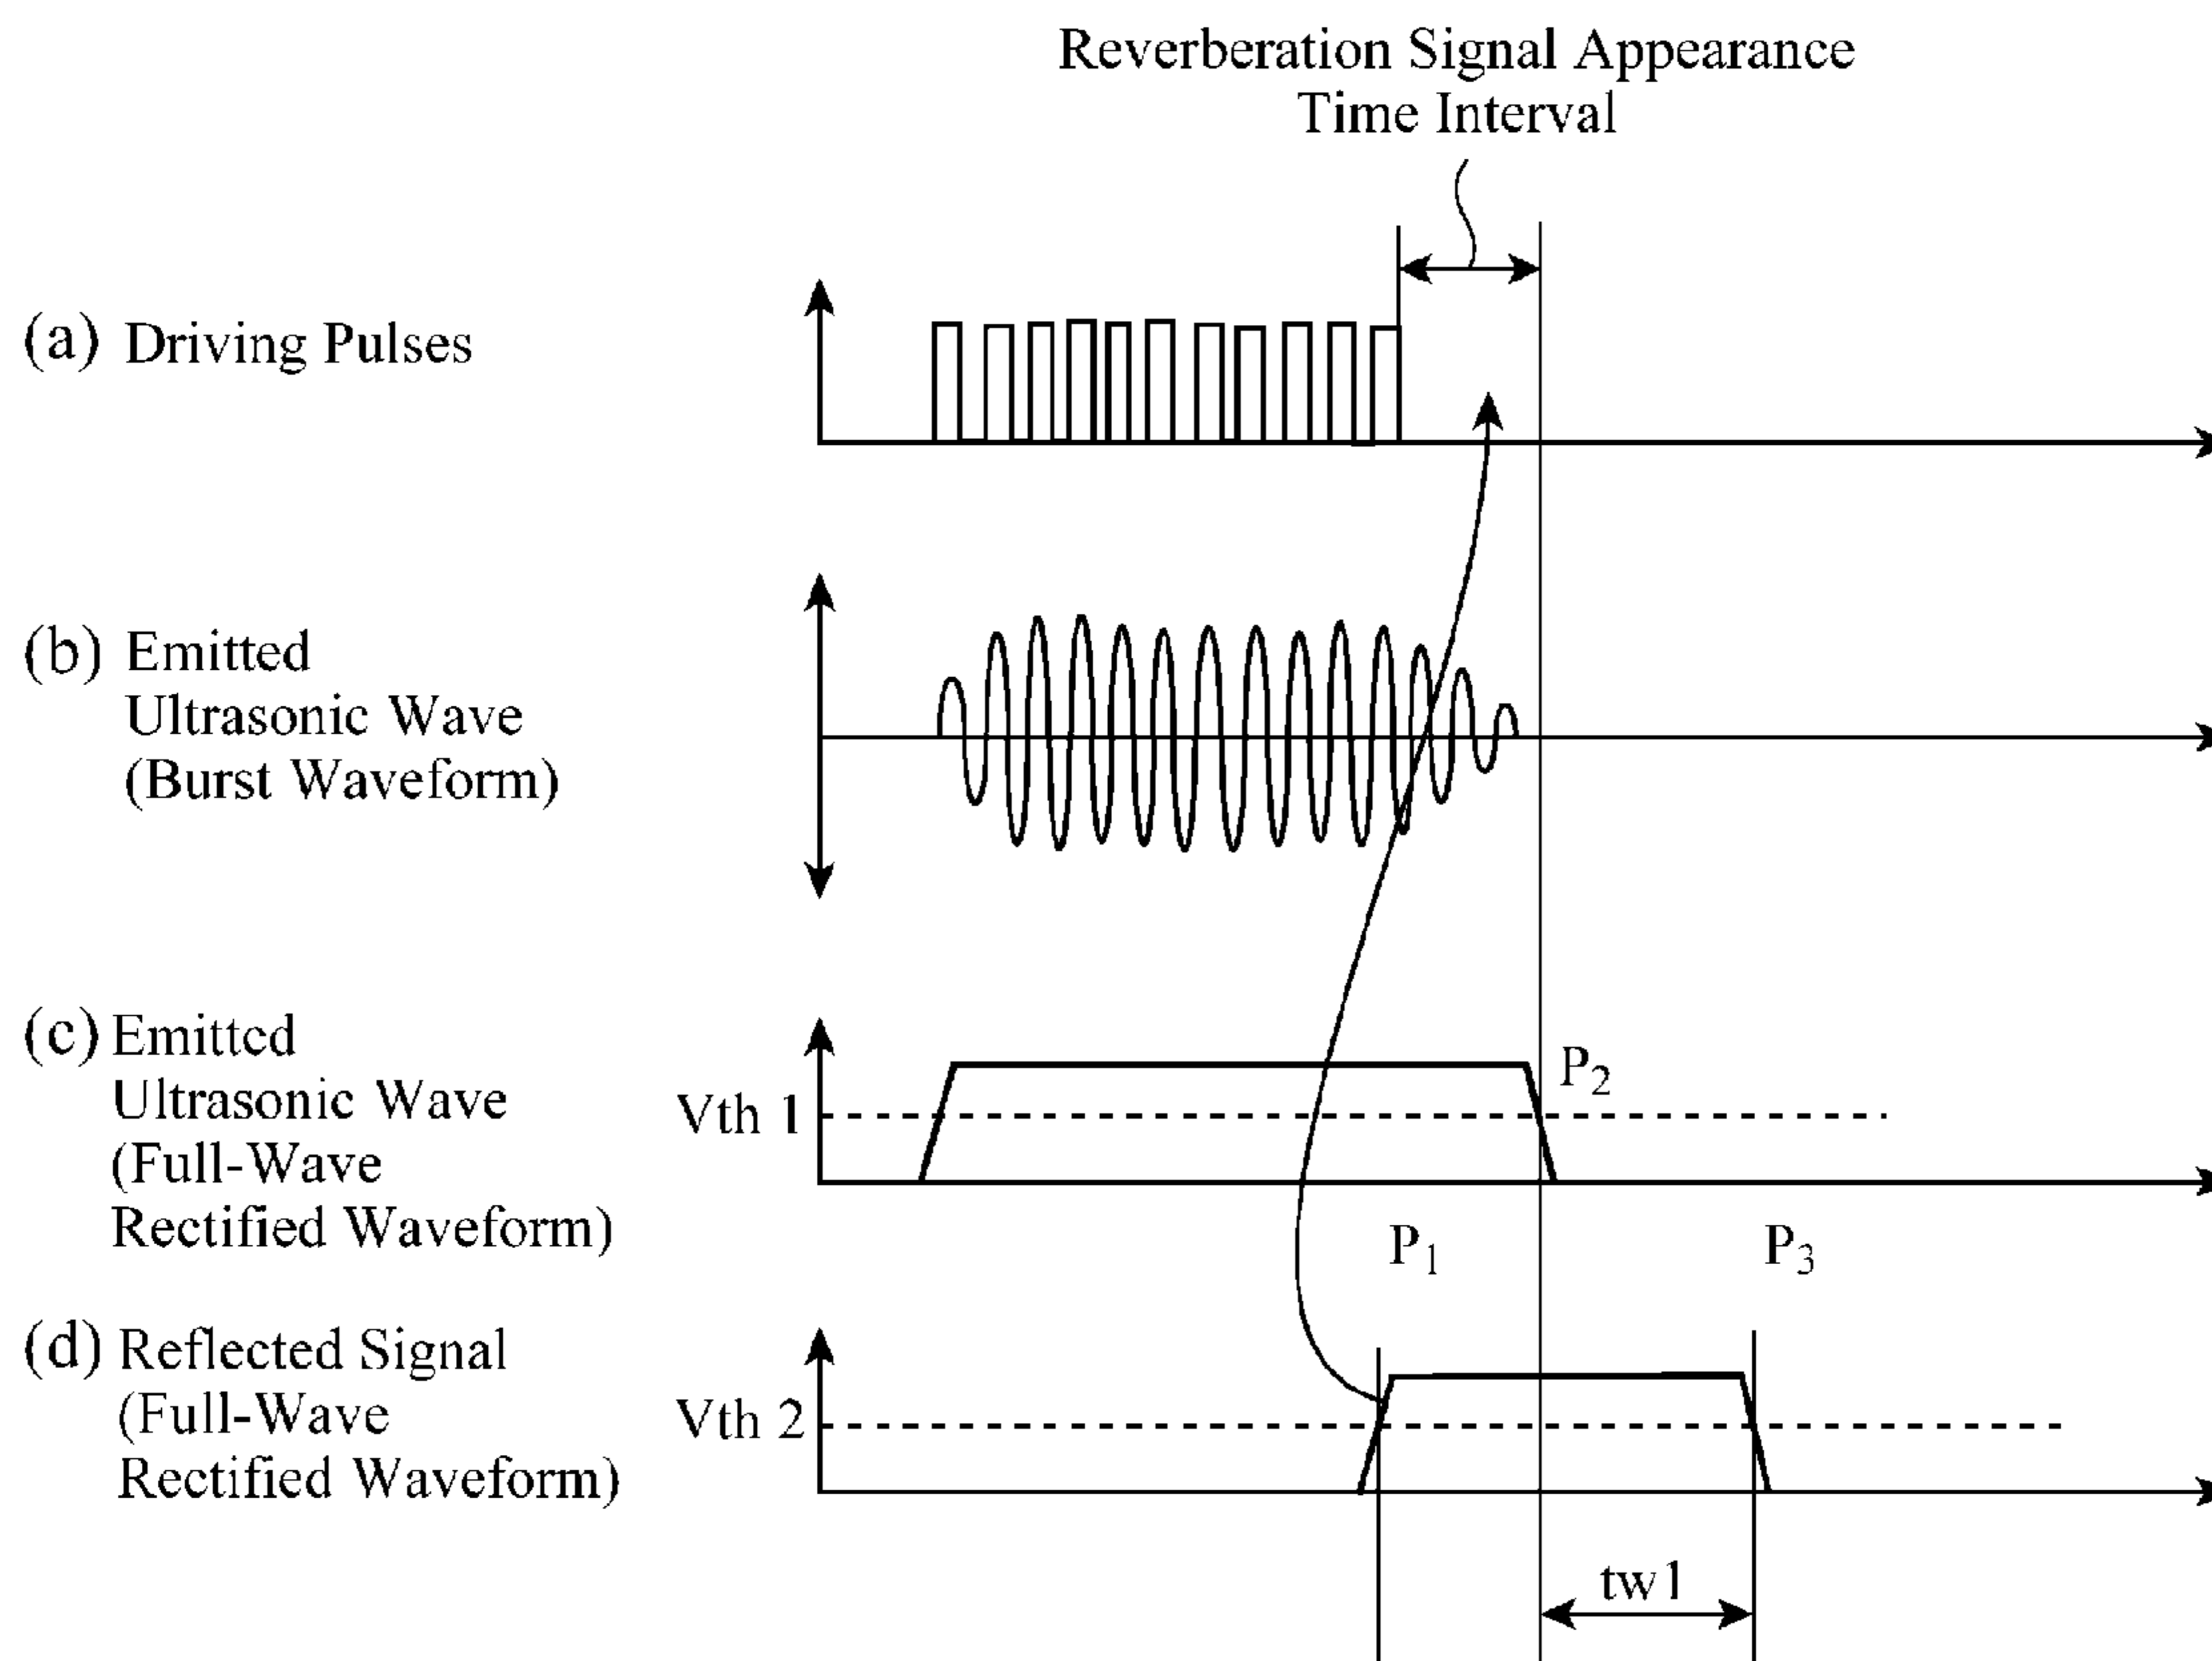 Reverberation Signal Appearance
Time Interval
(a) Driving Pulses
(b) Emitted
Ultrasonic Wave
(Burst Waveform)
(c) Emitted
Ultrasonic Wave
(Full-Wave
Rectified Waveform)
Vth 1
P2
P1
P3
(d) Reflected Signal
(Full-Wave
Rectified Waveform)
Vth 2
tw1